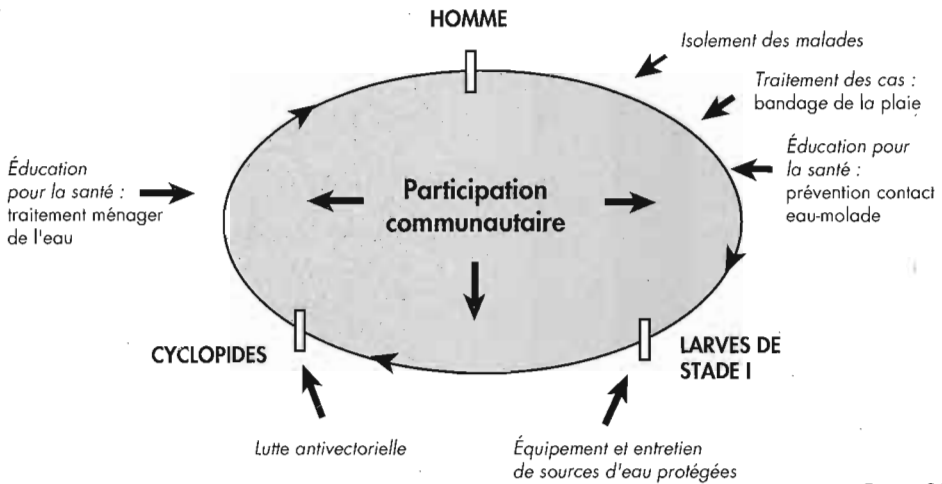 HOMME
Isolement des malades
Traitement des cas :
bandage de la plaie
Éducation pour
la santé :
prévention contact
eau-molade
Éducation
pour la santé :
traitement ménager
de l'eau
Participation
communautaire
CYCLOPIDES
LARVES DE
STADE I
Lutte antivectorielle
Équipement et entretien
de sources d'eau protégées